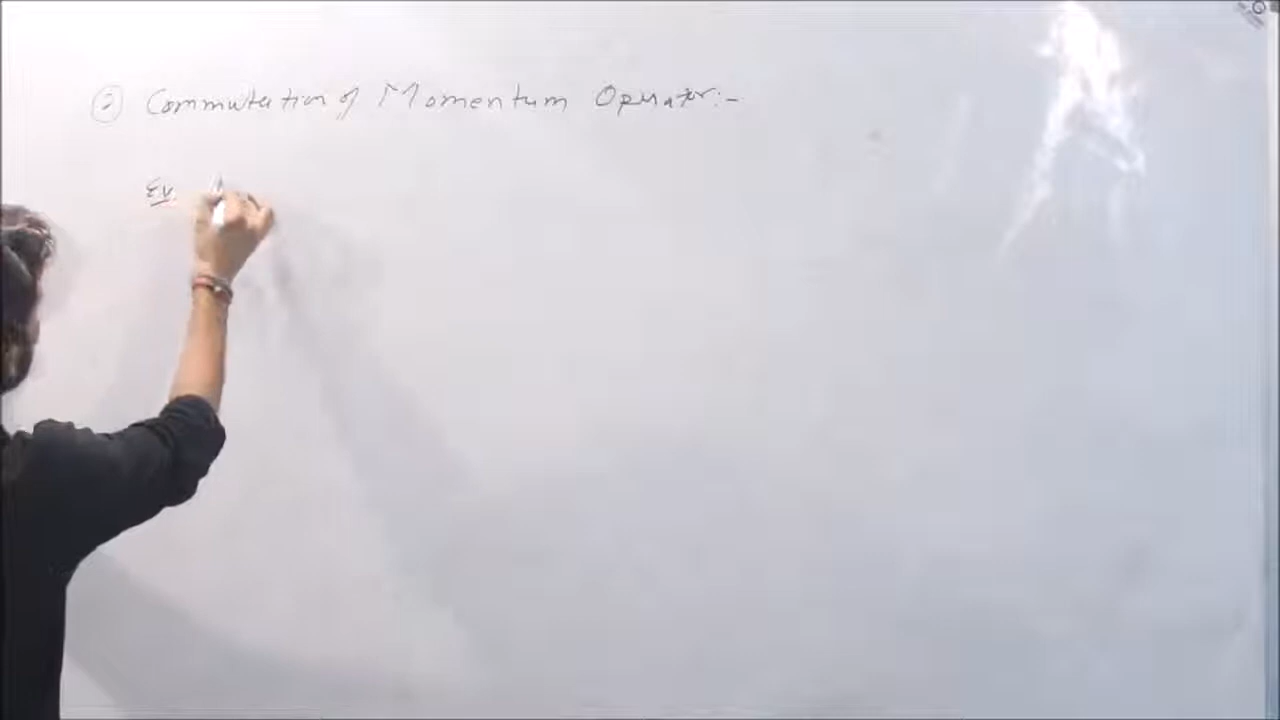 ② Commutation of Momentum Operator:-
Ex.